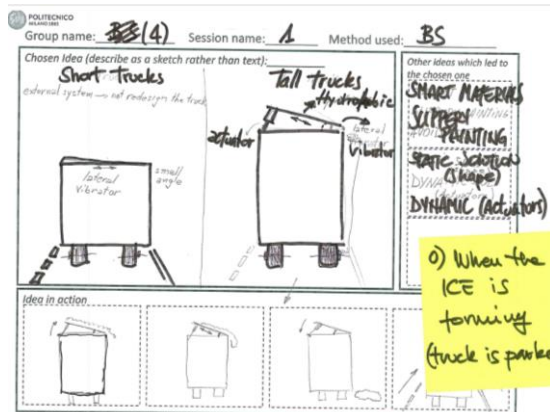 POLITECNICO
MILANO 1863
Group name: (4) Session name: 1 Method used: BS
Chosen Idea (describe as a sketch rather than text):
Short trucks
external system → not redesign the truck
lateral
vibrator
small
angle
Tall trucks
Hydrophobic
actuator
lateral
vibrator
Other ideas which led to
the chosen one
SMART MATERIALS
SLIPPERY
PAINTING
STATIC SOLUTION
(shape)
DYNAMIC (Actuators)
0) When the
ICE is
forming
(truck is
Idea in action